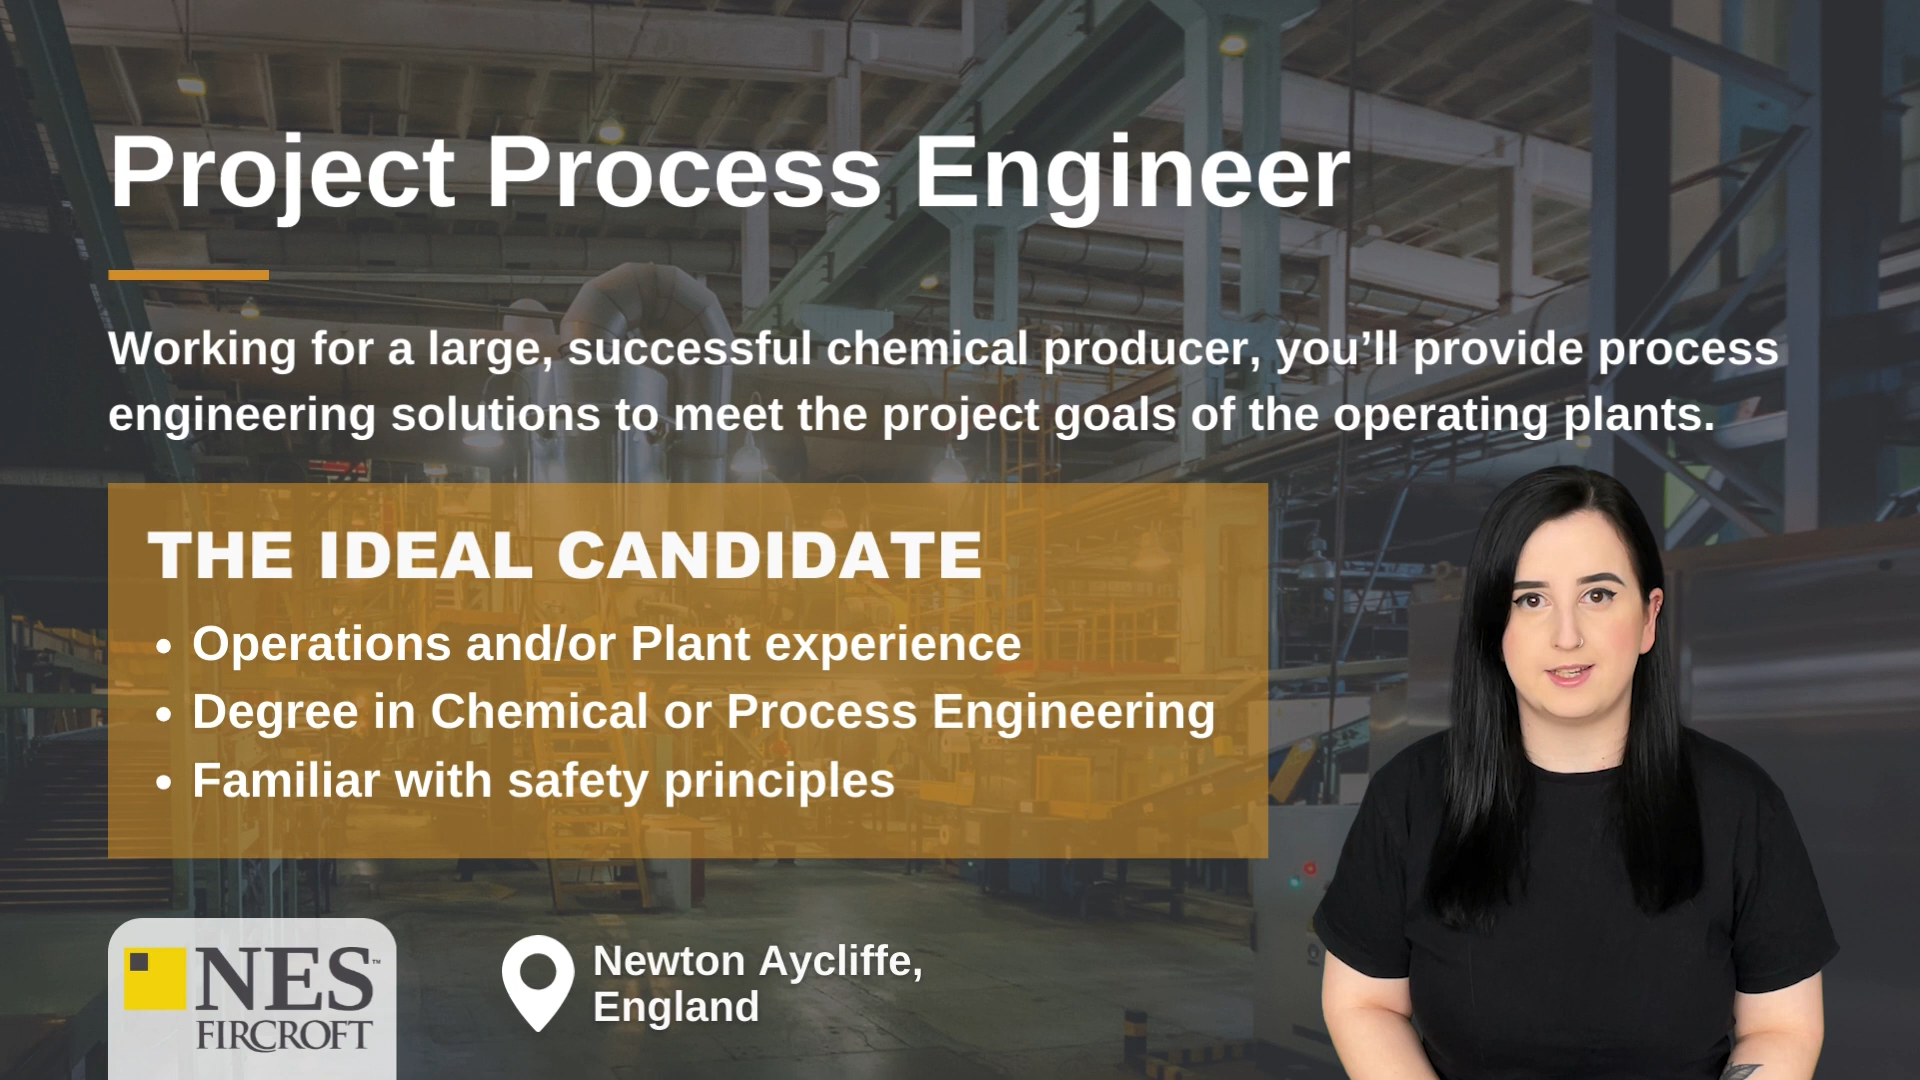 Project Process Engineer
Working for a large, successful chemical producer, you’ll provide process
engineering solutions to meet the project goals of the operating plants.
THE IDEAL CANDIDATE
• Operations and/or Plant experience
• Degree in Chemical or Process Engineering
• Familiar with safety principles
NES™
FIRCROFT
Newton Aycliffe,
England